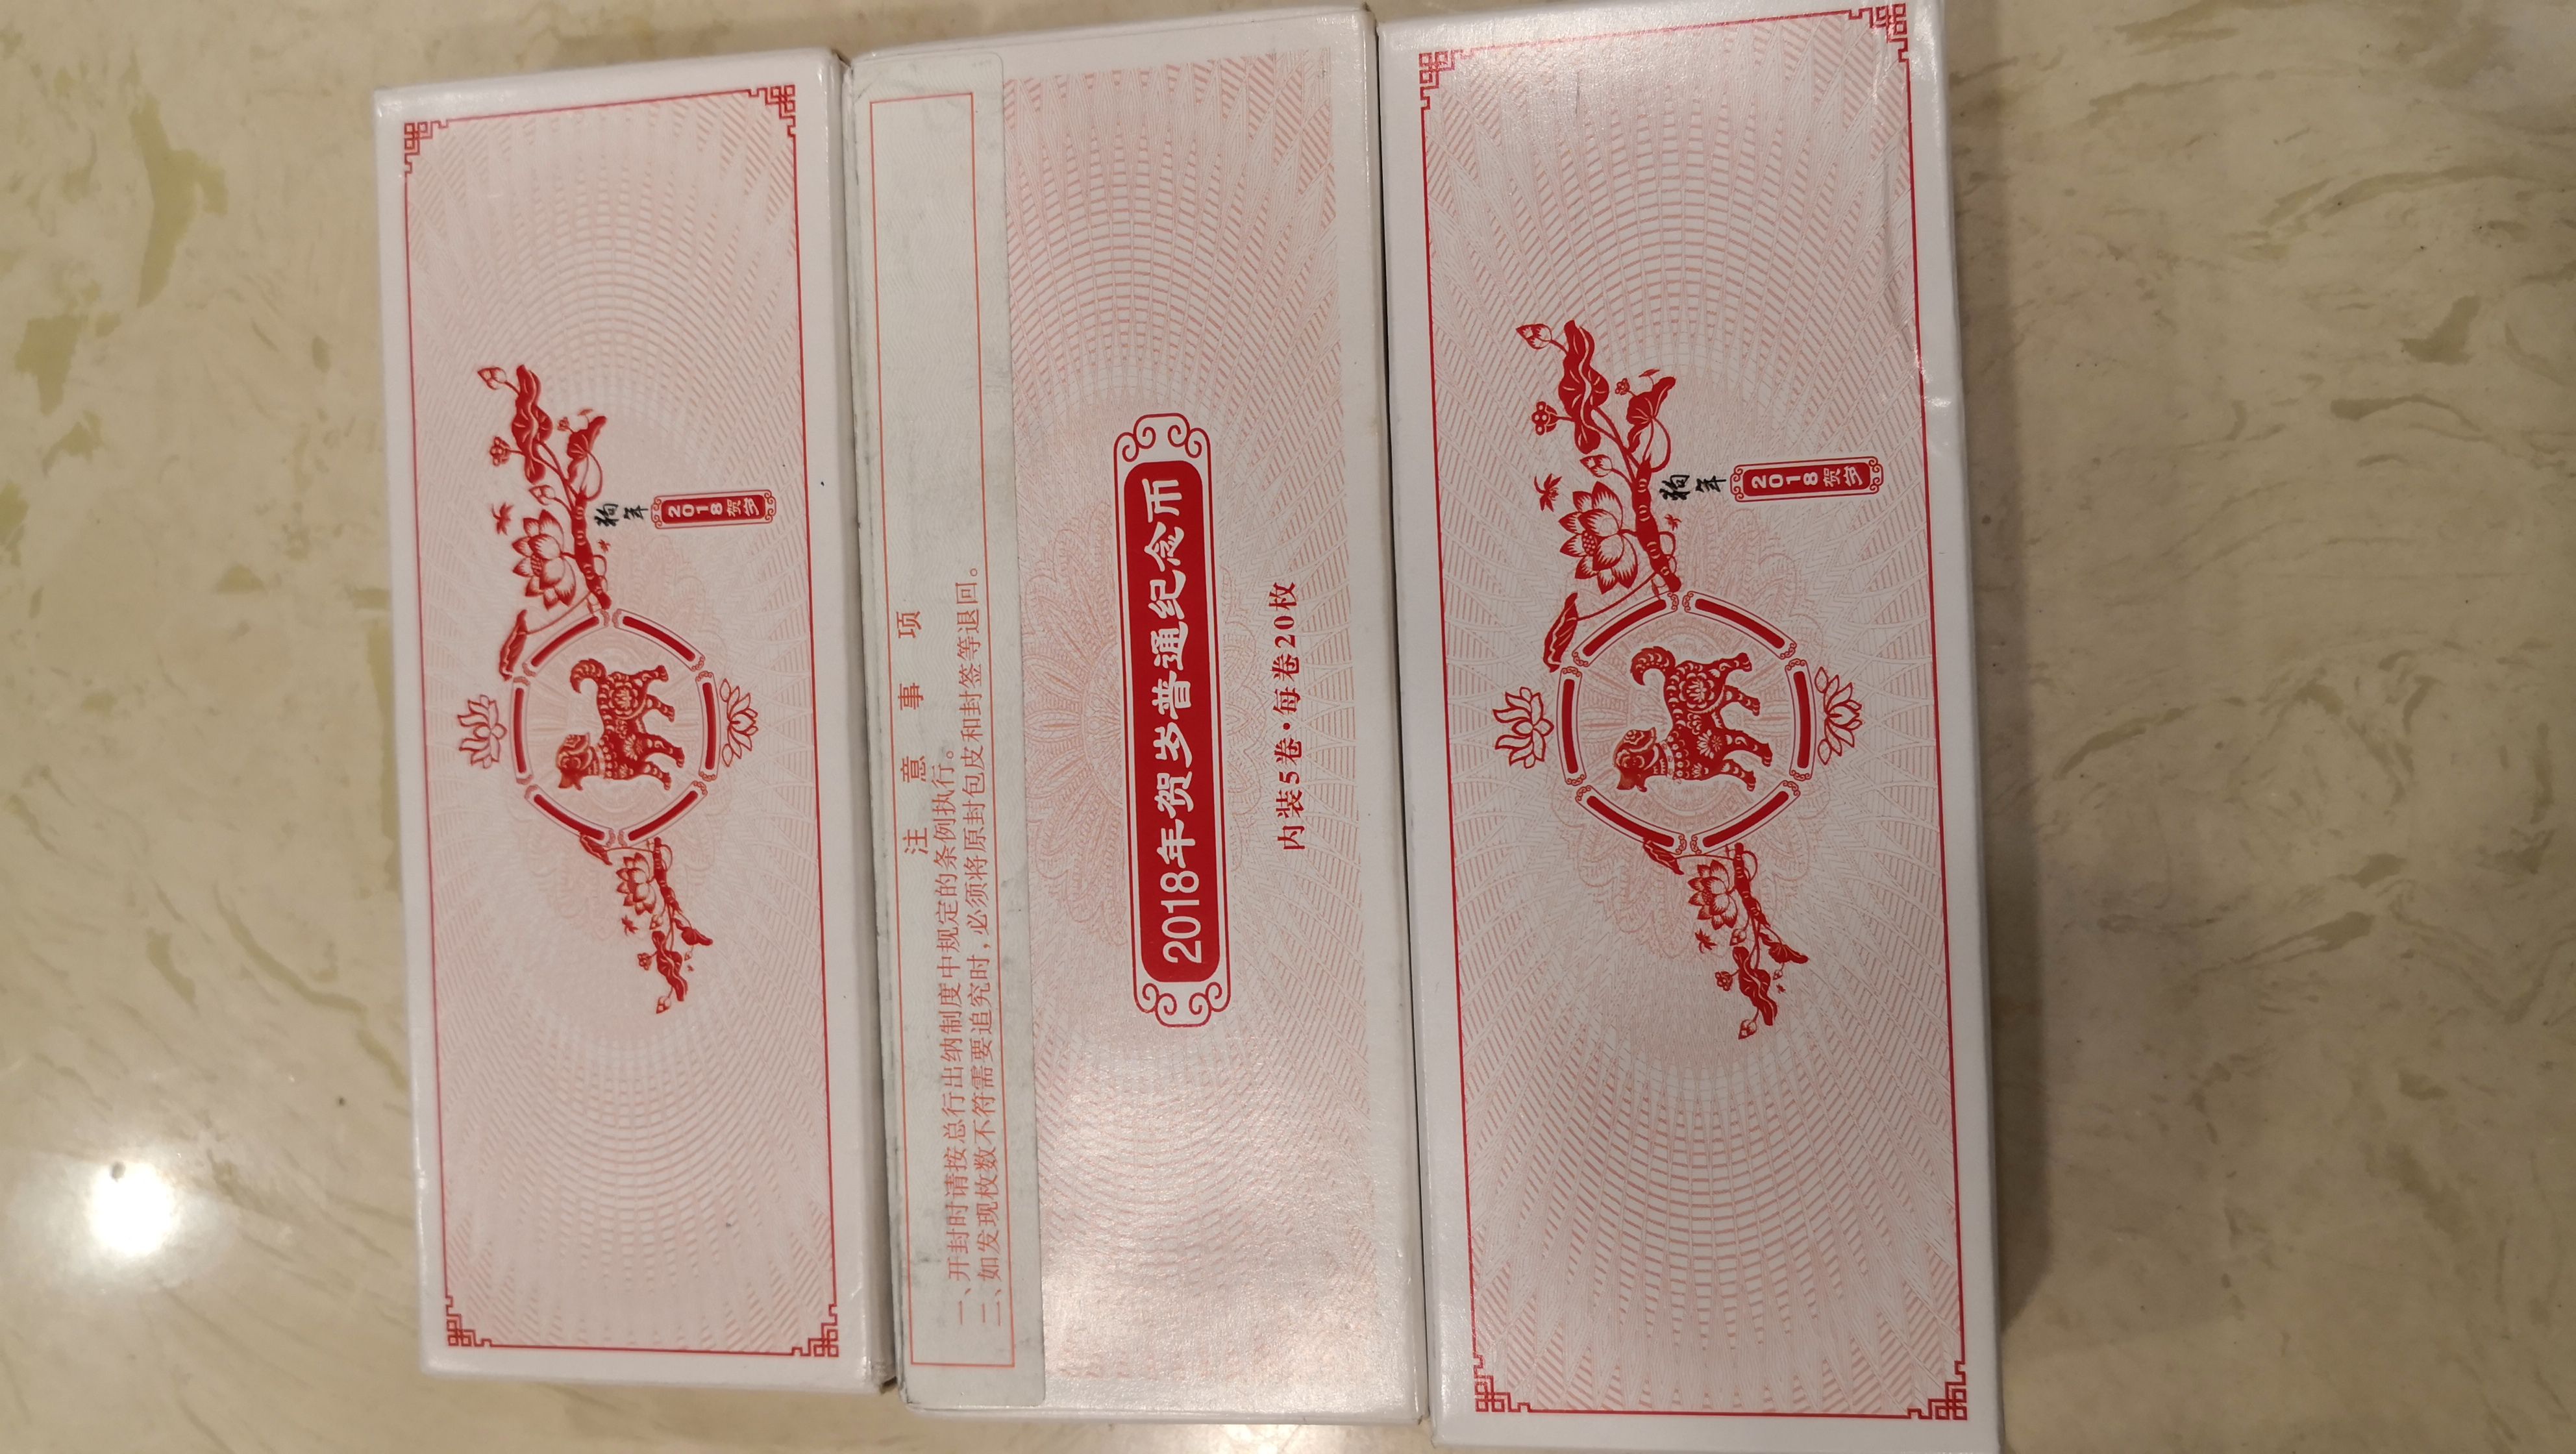 狗年
2018贺岁
注意事项
一、开封时请按总行出纳制度中规定的条例执行。
二、如发现枚数不符需要追究时，必须将原封包皮和封签等退回。
2018年贺岁普通纪念币
内装5卷·每卷20枚
狗年
2018贺岁